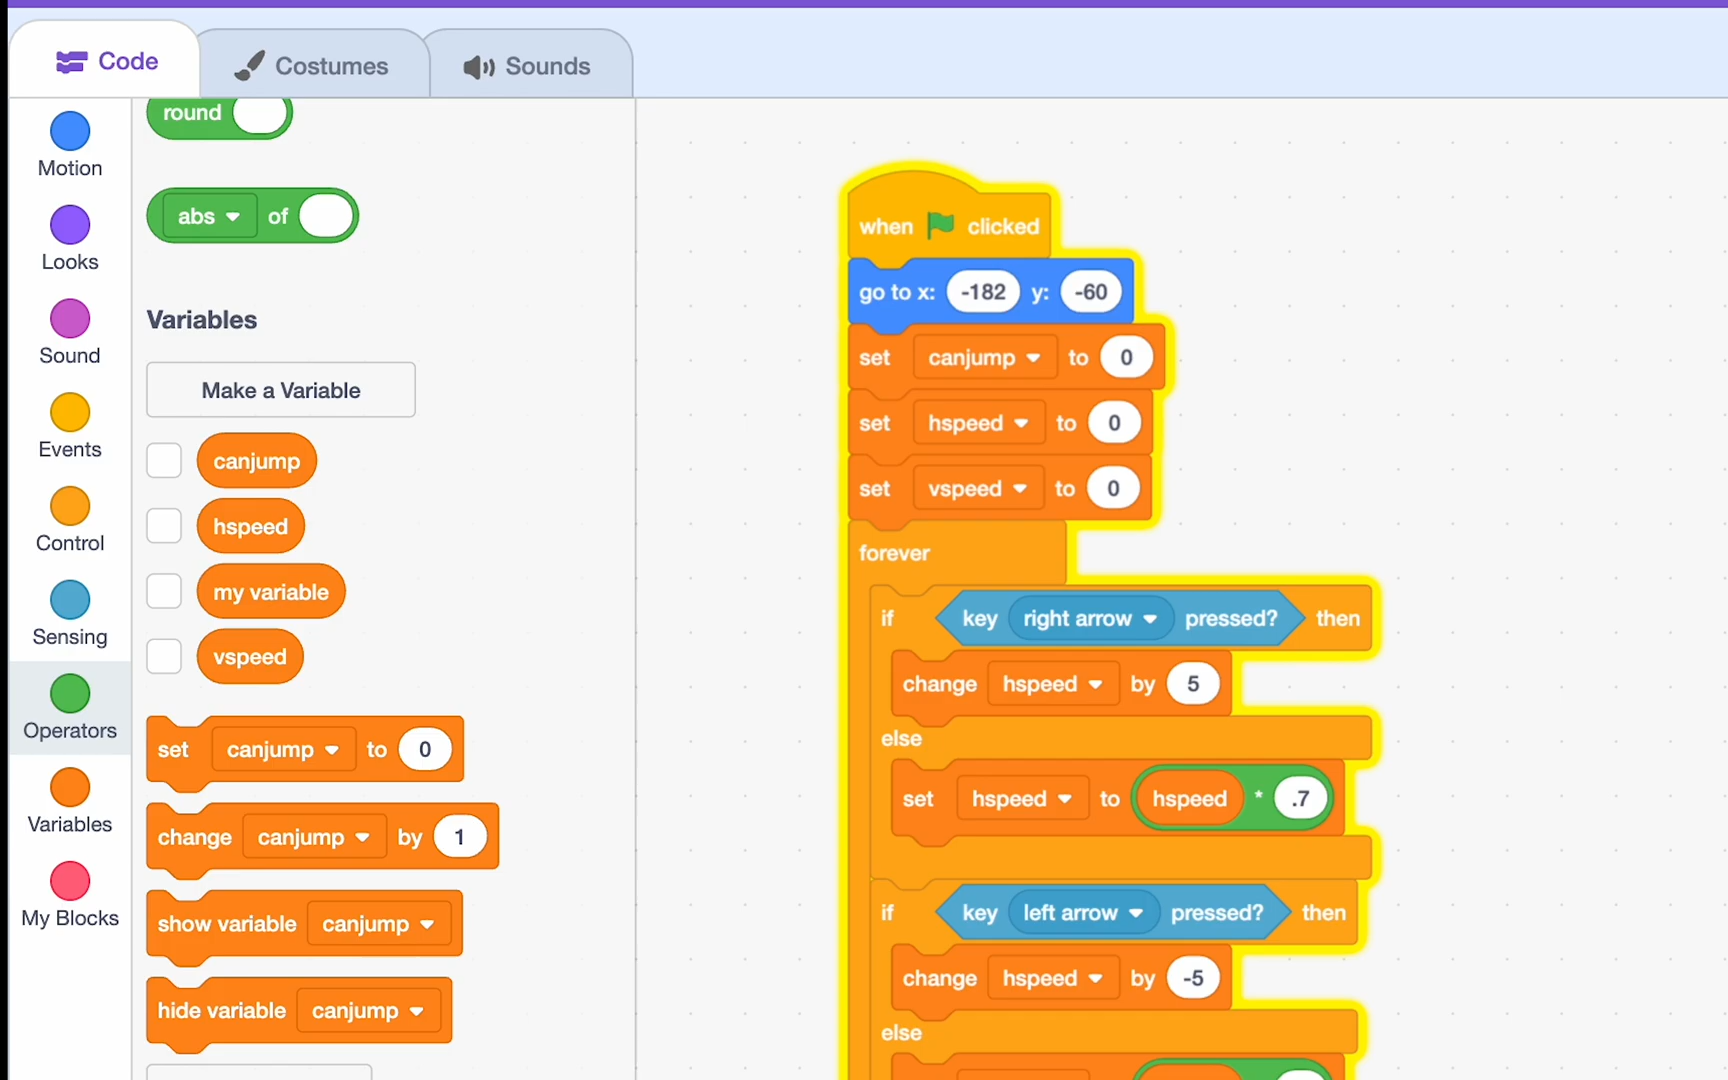 Code
Costumes
Sounds
Motion
Looks
Sound
Events
Control
Sensing
Operators
Variables
My Blocks
round
abs of
Variables
Make a Variable
canjump
hspeed
my variable
vspeed
set canjump to 0
change canjump by 1
show variable canjump
hide variable canjump
when clicked
go to x: -182 y: -60
set canjump to 0
set hspeed to 0
set vspeed to 0
forever
if key right arrow pressed? then
change hspeed by 5
else
set hspeed to hspeed * .7
if key left arrow pressed? then
change hspeed by -5
else